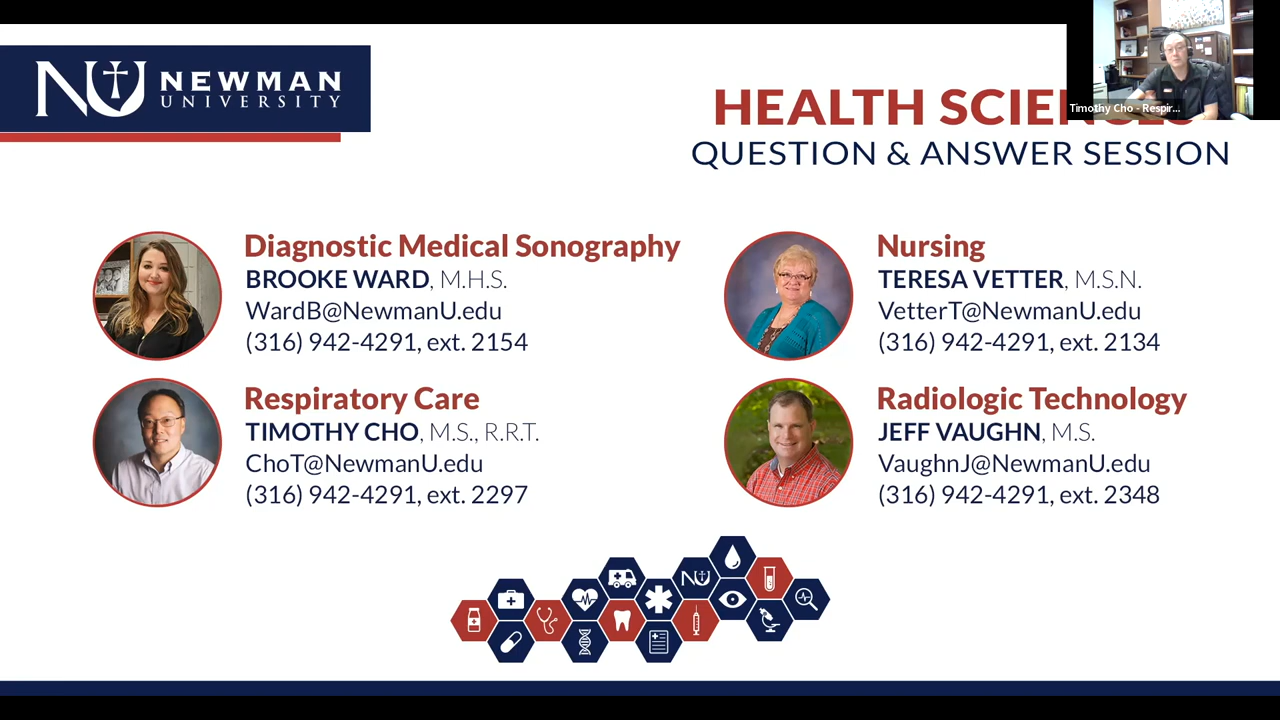 NU NEWMAN
UNIVERSITY
Timothy Cho - Respir...
HEALTH
QUESTION & ANSWER SESSION
Diagnostic Medical Sonography
BROOKE WARD, M.H.S.
WardB@NewmanU.edu
(316) 942-4291, ext. 2154
Nursing
TERESA VETTER, M.S.N.
VetterT@NewmanU.edu
(316) 942-4291, ext. 2134
Respiratory Care
TIMOTHY CHO, M.S., R.R.T.
ChoT@NewmanU.edu
(316) 942-4291, ext. 2297
Radiologic Technology
JEFF VAUGHN, M.S.
VaughnJ@NewmanU.edu
(316) 942-4291, ext. 2348
NU